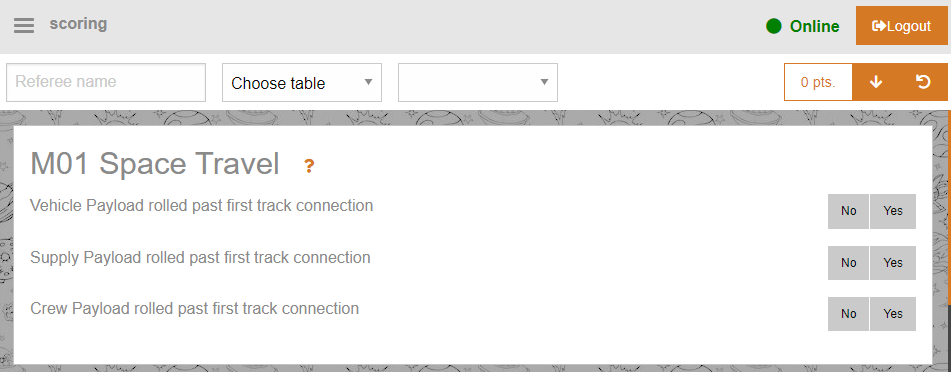 scoring
Online
Logout
Referee name
Choose table
0 pts.
M01 Space Travel ?
Vehicle Payload rolled past first track connection
No Yes
Supply Payload rolled past first track connection
No Yes
Crew Payload rolled past first track connection
No Yes